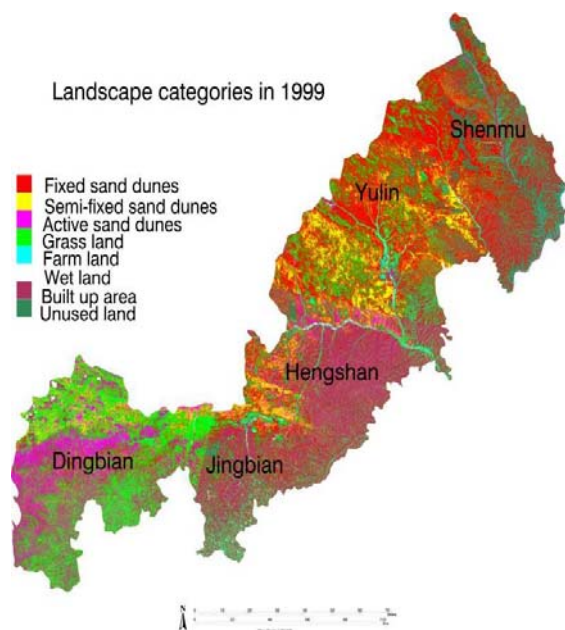 Landscape categories in 1999
Shenmu
Yulin
Fixed sand dunes
Semi-fixed sand dunes
Active sand dunes
Grass land
Farm land
Wet land
Built up area
Unused land
Hengshan
Dingbian
Jingbian
N